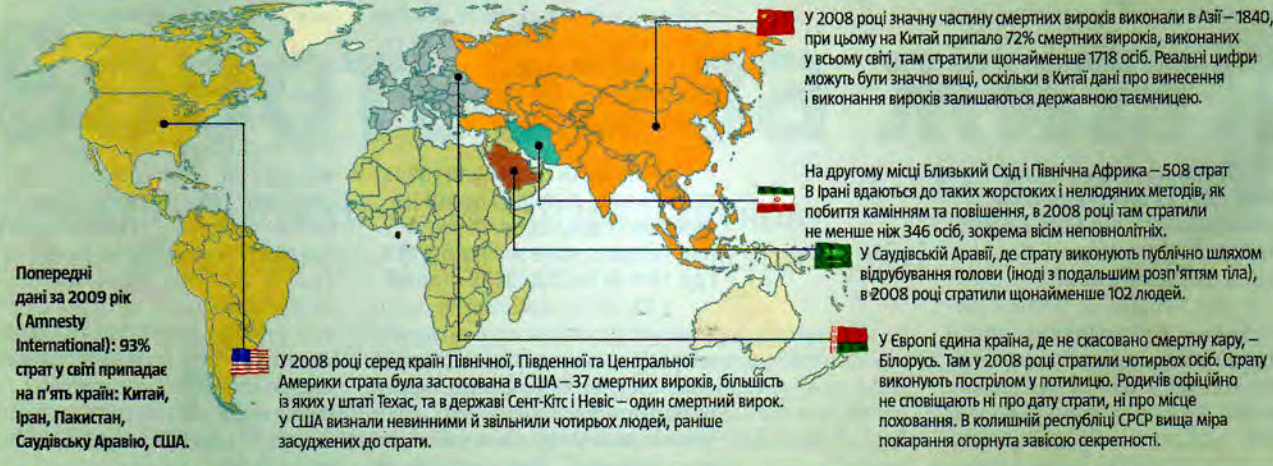 У 2008 році значну частину смертних вироків виконали в Азії – 1840,
при цьому на Китай припало 72% смертних вироків, виконаних
у всьому світі, там стратили щонайменше 1718 осіб. Реальні цифри
можуть бути значно вищі, оскільки в Китаї дані про винесення
і виконання вироків залишаються державною таємницею.
На другому місці Близький Схід і Північна Африка – 508 страт
В Ірані вдаються до таких жорстоких і нелюдяних методів, як
побиття камінням та повішення, в 2008 році там стратили
не менше ніж 346 осіб, зокрема вісім неповнолітніх.
У Саудівській Аравії, де страту виконують публічно шляхом
відрубування голови (іноді з подальшим розп'яттям тіла),
в 2008 році стратили щонайменше 102 людей.
У Європі єдина країна, де не скасовано смертну кару, –
Білорусь. Там у 2008 році стратили чотирьох осіб. Страту
виконують пострілом у потилицю. Родичів офіційно
не сповіщають ні про дату страти, ні про місце
поховання. В колишній республіці СРСР вища міра
покарання огорнута завісою секретності.
У 2008 році серед країн Північної, Південної та Центральної
Америки страта була застосована в США – 37 смертних вироків, більшість
із яких у штаті Техас, та в державі Сент-Кітс і Невіс – один смертний вирок.
У США визнали невинними й звільнили чотирьох людей, раніше
засуджених до страти.
Попередні
дані за 2009 рік
( Amnesty
International): 93%
страт у світі припадає
на п'ять країн: Китай,
Іран, Пакистан,
Саудівську Аравію, США.